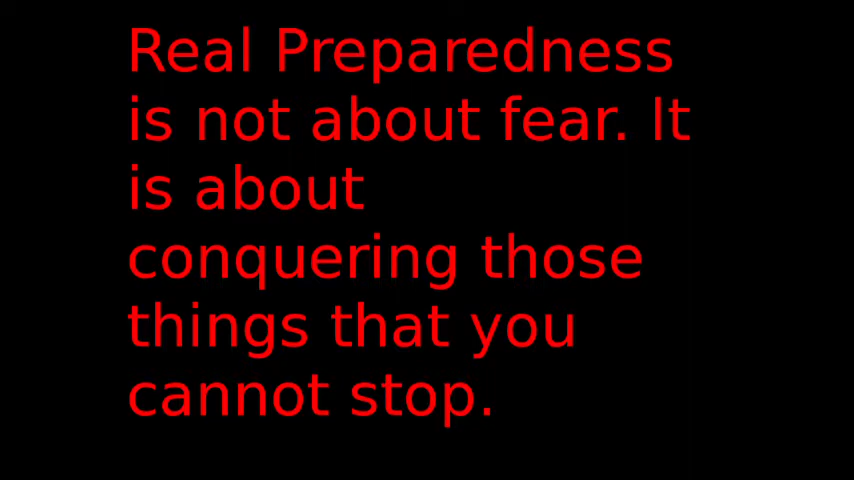 Real Preparedness
is not about fear. It
is about
conquering those
things that you
cannot stop.